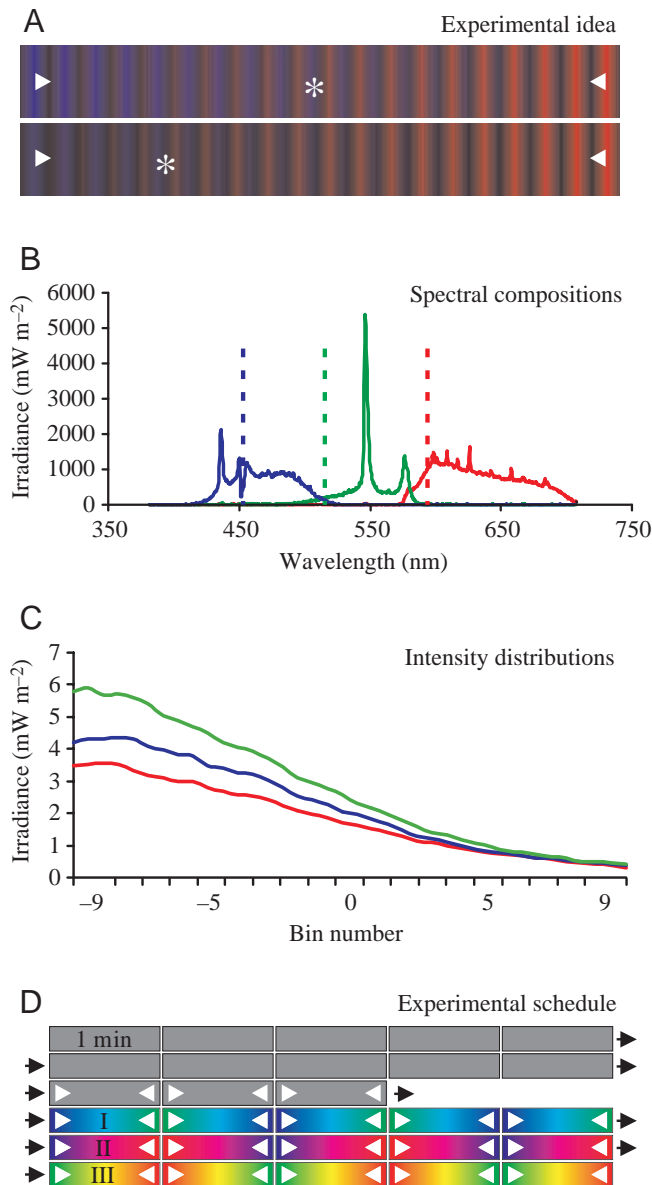 A
Experimental idea
*
*
B
Spectral compositions
Irradiance (mW m⁻²)
6000
5000
4000
3000
2000
1000
0
350 450 550 650 750
Wavelength (nm)
C
Intensity distributions
Irradiance (mW m⁻²)
7
6
5
4
3
2
1
0
–9 –5 0 5 9
Bin number
D
Experimental schedule
1 min
I
II
III